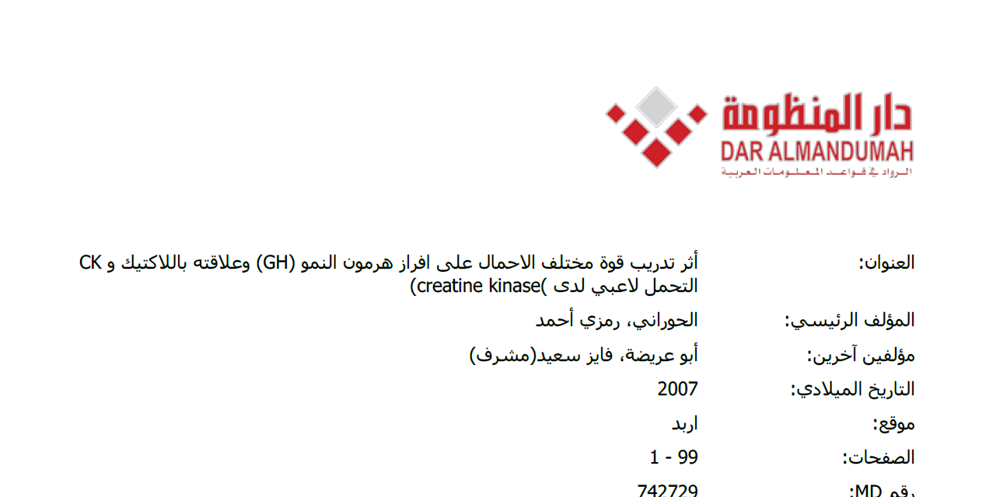 دار المنظومة
DAR ALMANDUMAH
الرواد في قواعد المعلومات العربية
العنوان: أثر تدريب قوة مختلف الاحمال على افراز هرمون النمو (GH) وعلاقته باللاكتيك و CK
التحمل لاعبي لدى )creatine kinase)
المؤلف الرئيسي: الحوراني، رمزي أحمد
مؤلفين آخرين: أبو عريضة، فايز سعيد(مشرف)
التاريخ الميلادي: 2007
موقع: اربد
الصفحات: 1 - 99
رقم MD: 742729